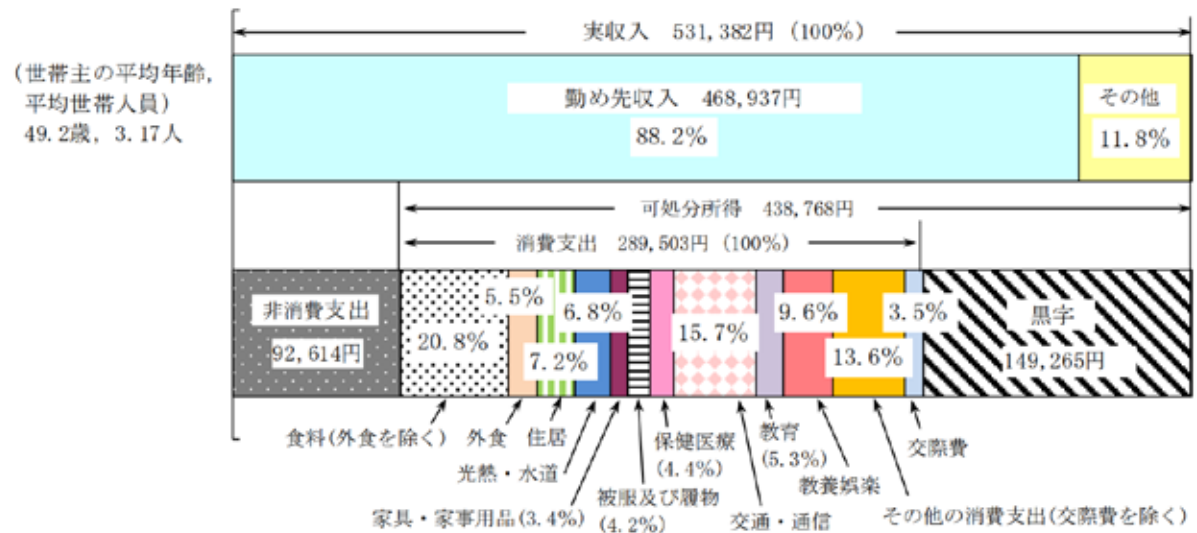 実収入 531,382円 (100%)
(世帯主の平均年齢,
平均世帯人員)
49.2歳, 3.17人
勤め先収入 468,937円
88.2%
その他
11.8%
可処分所得 438,768円
消費支出 289,503円 (100%)
非消費支出
92,614円
20.8%
5.5%
7.2%
6.8%
15.7%
9.6%
13.6%
3.5%
黒字
149,265円
食料(外食を除く)
外食
住居
光熱・水道
家具・家事用品(3.4%)
被服及び履物
(4.2%)
保健医療
(4.4%)
交通・通信
教育
(5.3%)
教養娯楽
その他の消費支出(交際費を除く)
交際費